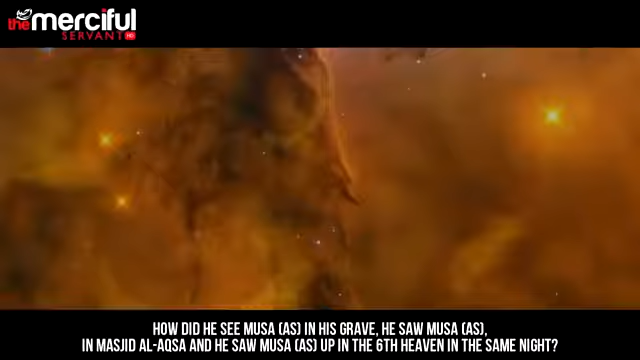 the merciful
SERVANT HD
HOW DID HE SEE MUSA (AS) IN HIS GRAVE, HE SAW MUSA (AS),
IN MASJID AL-AQSA AND HE SAW MUSA (AS) UP IN THE 6TH HEAVEN IN THE SAME NIGHT?